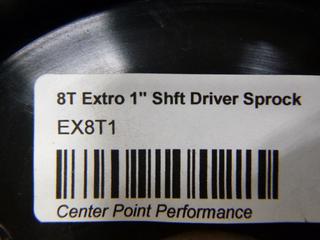 8T Extro 1" Shft Driver Sprock
EX8T1
Center Point Performance